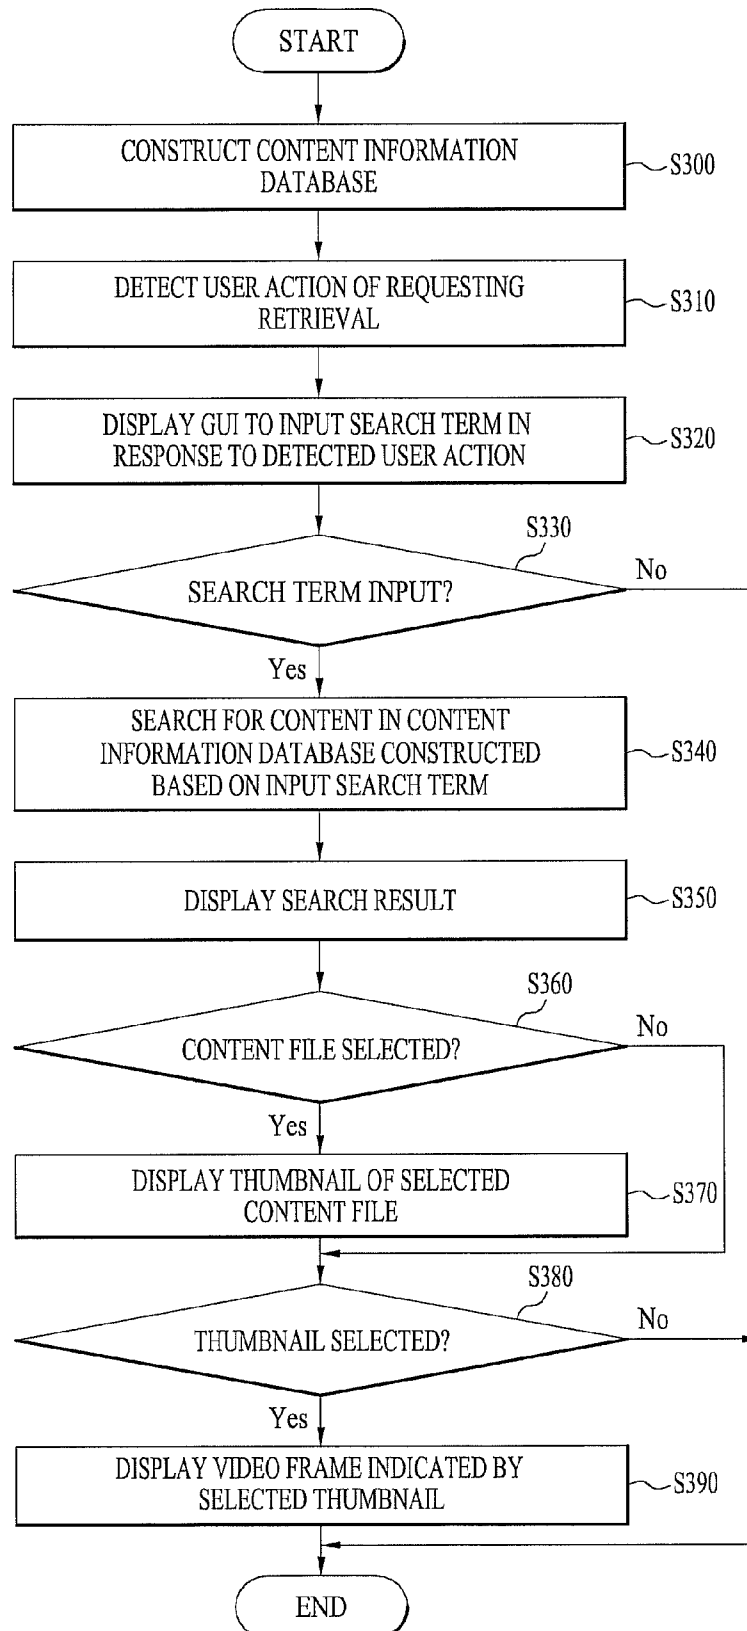 START
CONSTRUCT CONTENT INFORMATION
DATABASE
S300
DETECT USER ACTION OF REQUESTING
RETRIEVAL
S310
DISPLAY GUI TO INPUT SEARCH TERM IN
RESPONSE TO DETECTED USER ACTION
S320
S330
SEARCH TERM INPUT?
No
Yes
SEARCH FOR CONTENT IN CONTENT
INFORMATION DATABASE CONSTRUCTED
BASED ON INPUT SEARCH TERM
S340
DISPLAY SEARCH RESULT
S350
S360
CONTENT FILE SELECTED?
No
Yes
DISPLAY THUMBNAIL OF SELECTED
CONTENT FILE
S370
S380
THUMBNAIL SELECTED?
No
Yes
DISPLAY VIDEO FRAME INDICATED BY
SELECTED THUMBNAIL
S390
END